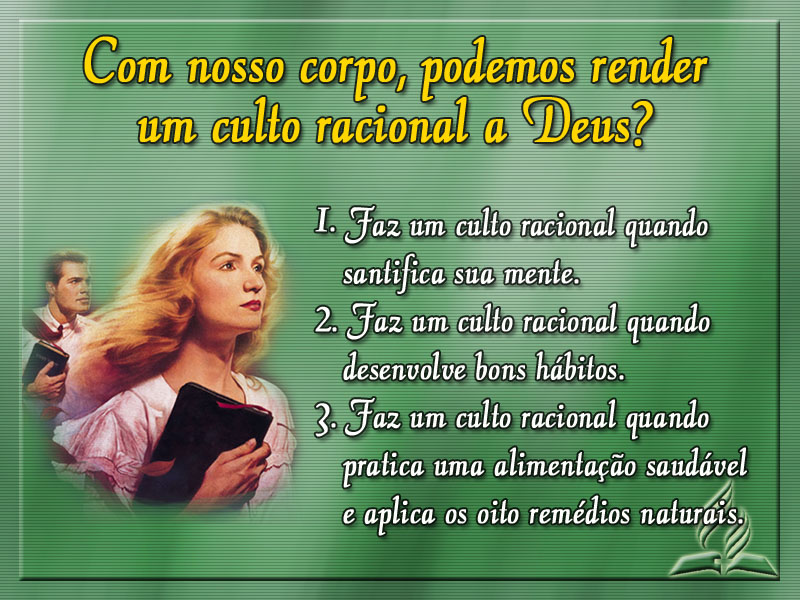 Com nosso corpo, podemos render
um culto racional a Deus?
1. Faz um culto racional quando
santifica sua mente.
2. Faz um culto racional quando
desenvolve bons hábitos.
3. Faz um culto racional quando
pratica uma alimentação saudável
e aplica os oito remédios naturais.